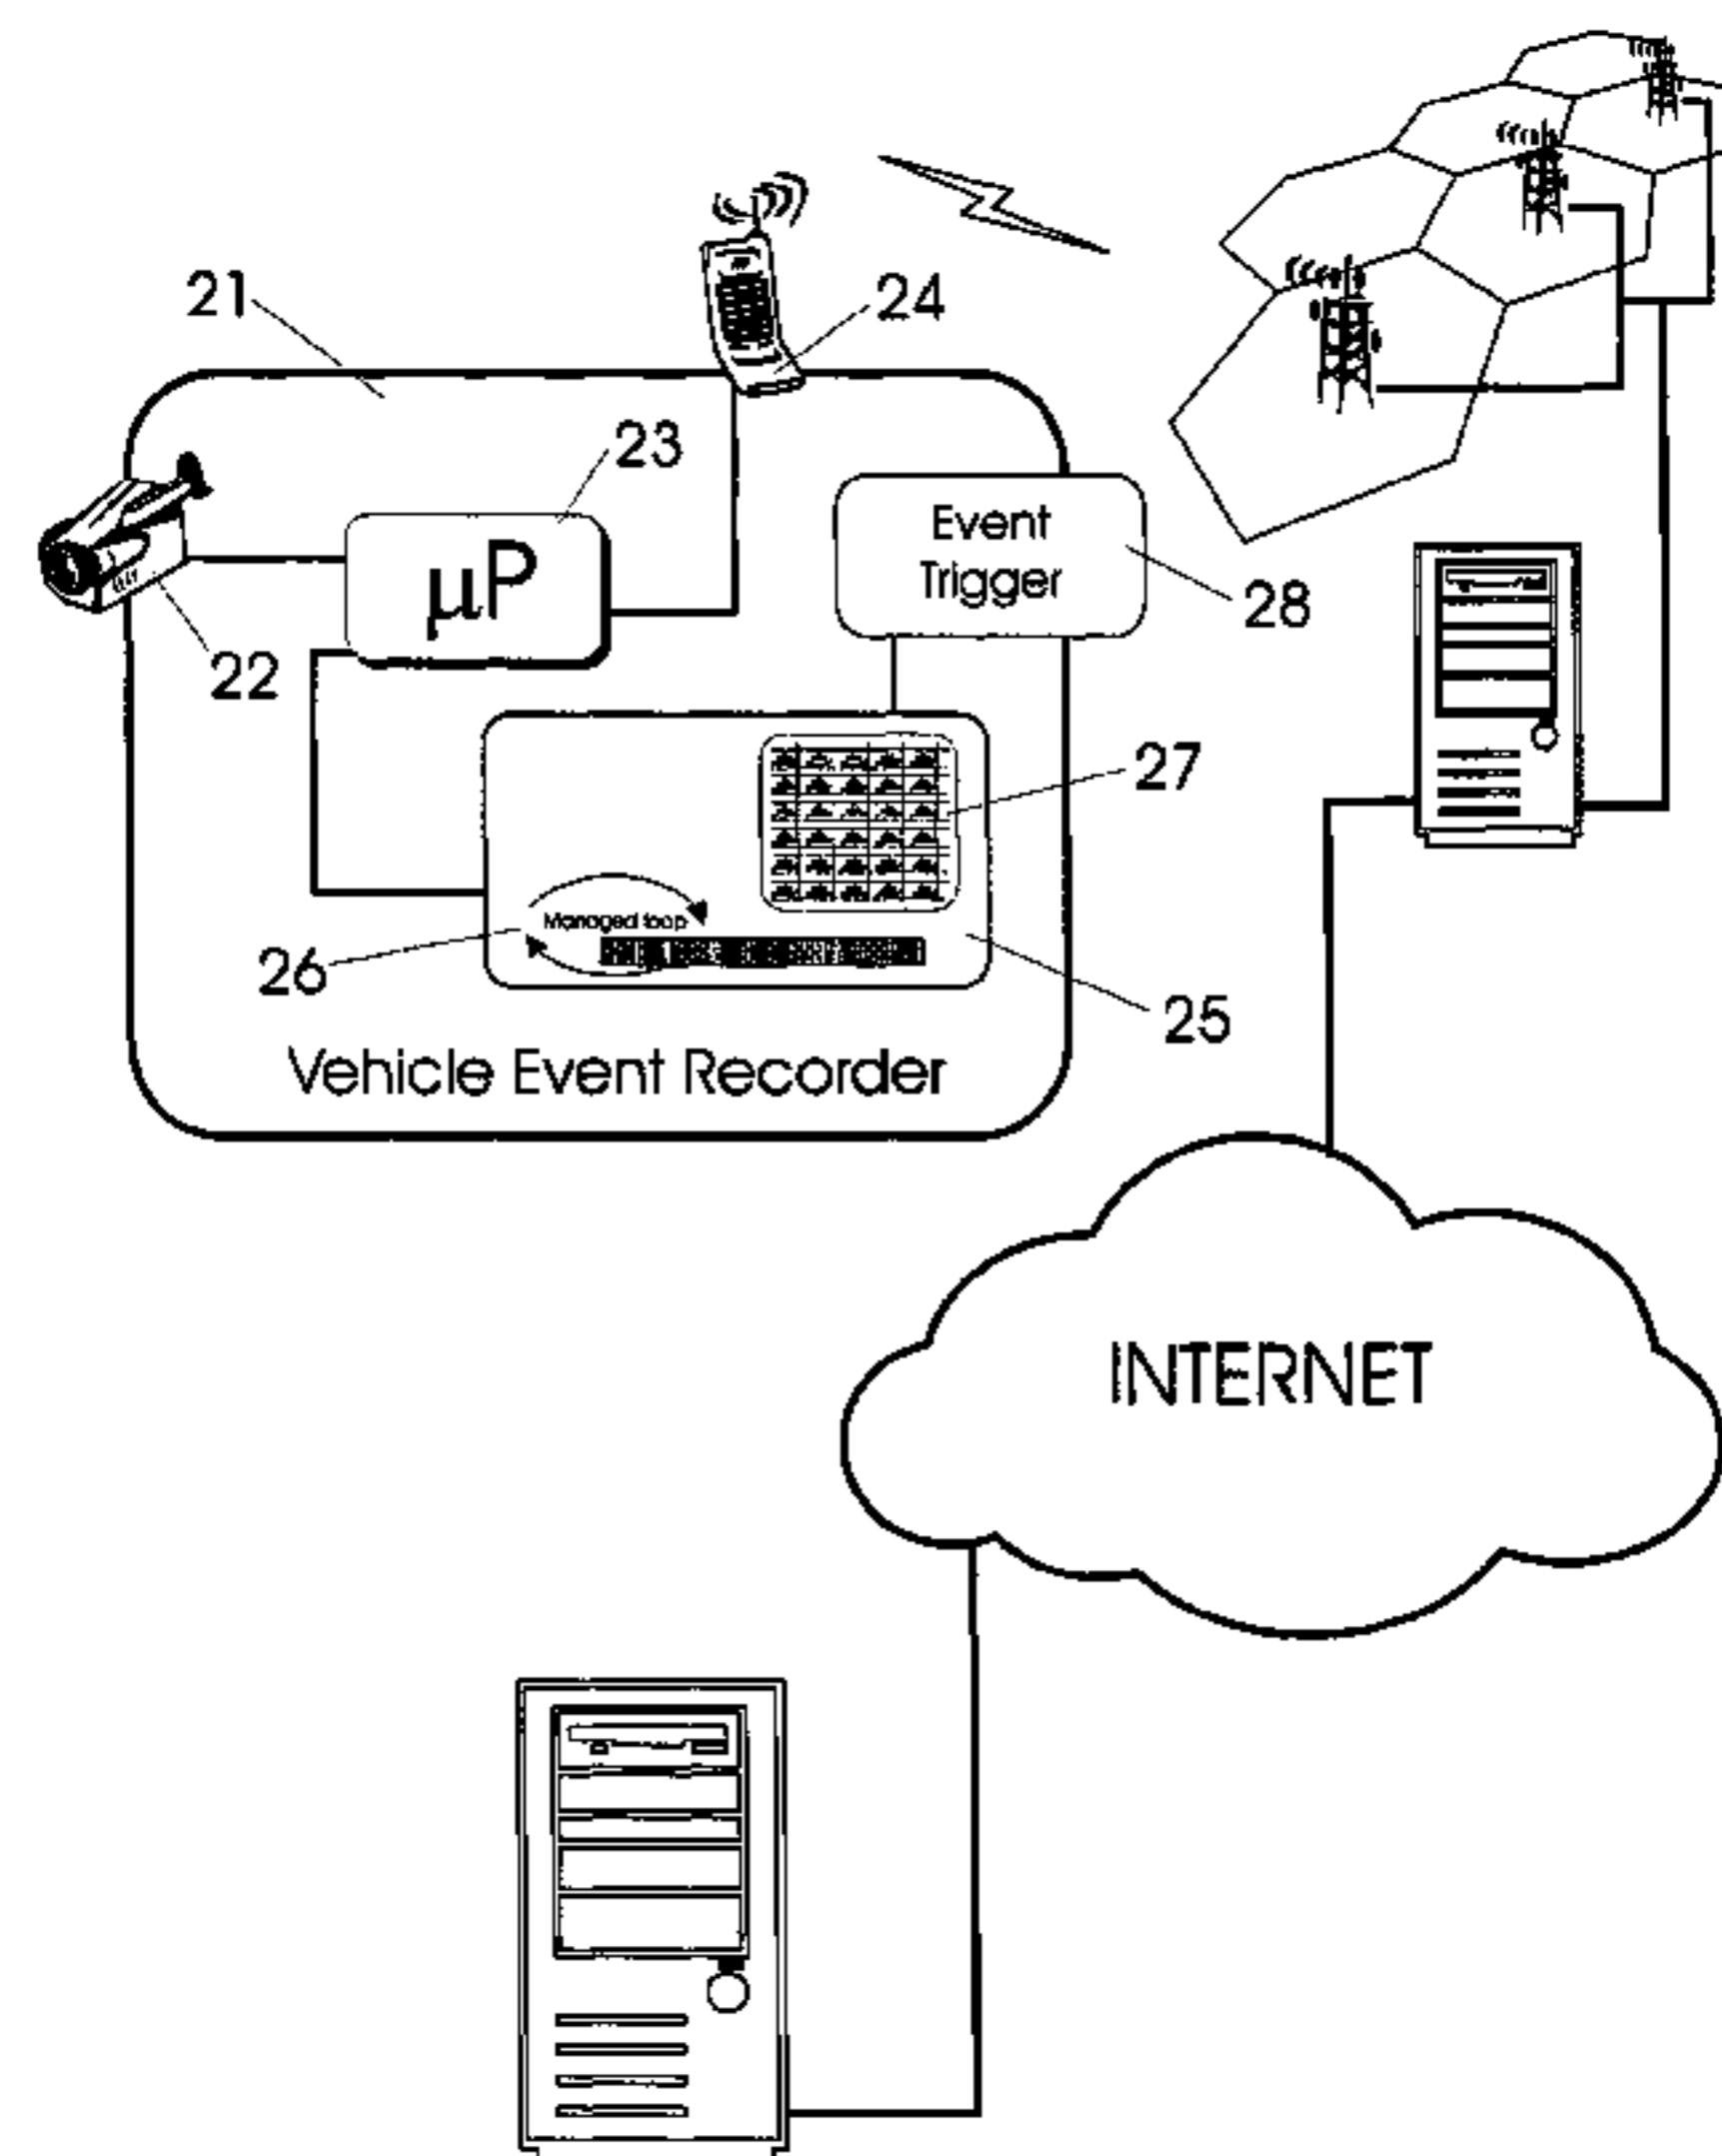 21
24
23
Event
Trigger
µP
28
22
27
Managed loop
26
25
Vehicle Event Recorder
INTERNET